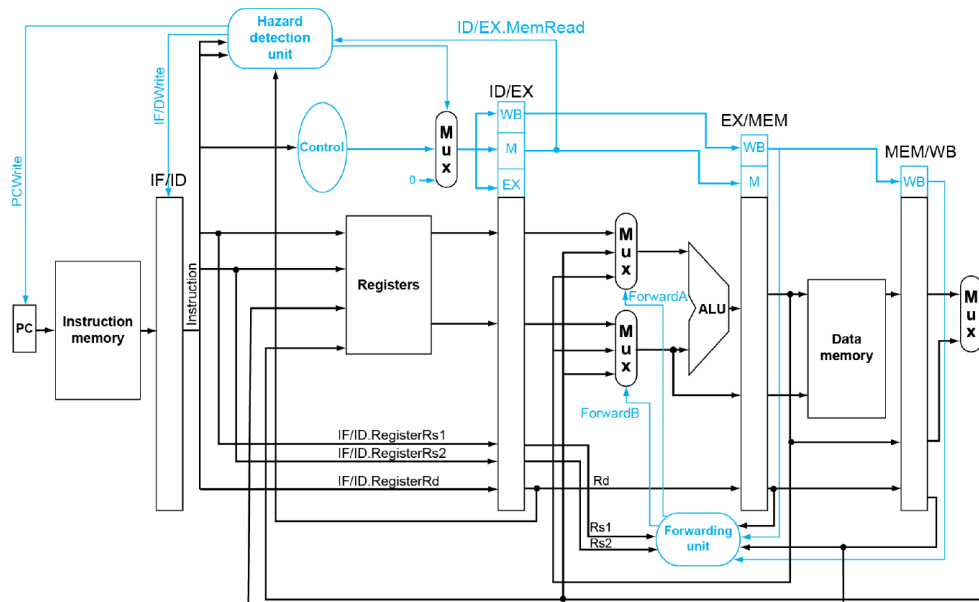 Hazard
detection
unit
ID/EX.MemRead
PCWrite
IF/DWrite
ID/EX
WB
M
EX
Control
Mux
0
EX/MEM
WB
M
MEM/WB
WB
IF/ID
Instruction
PC
Instruction
memory
Registers
Mux
ForwardA
ALU
Mux
ForwardB
Data
memory
Mux
IF/ID.RegisterRs1
IF/ID.RegisterRs2
IF/ID.RegisterRd
Rd
Rs1
Rs2
Forwarding
unit